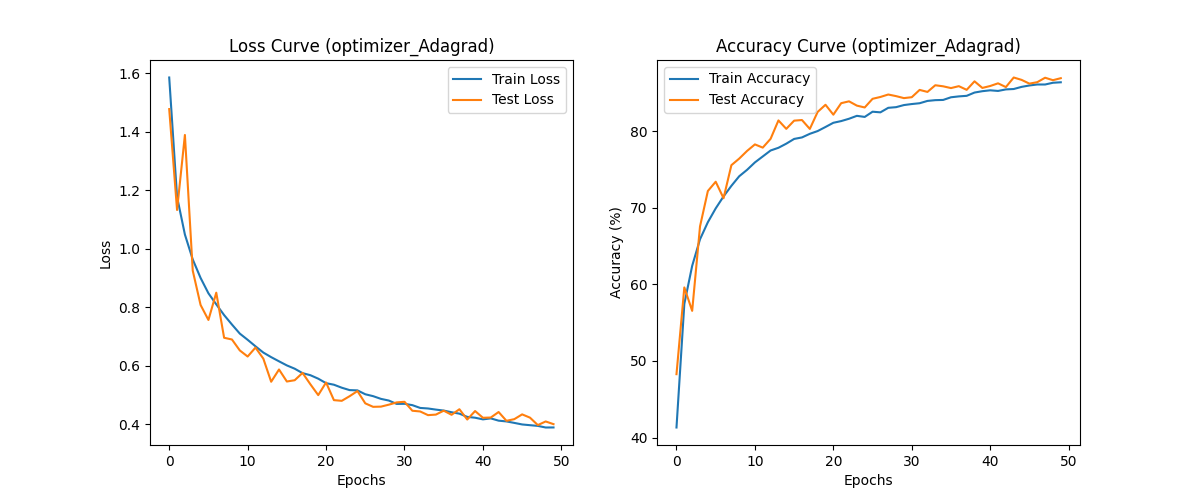 Loss Curve (optimizer_Adagrad)
Train Loss
Test Loss
1.6
1.4
1.2
1.0
0.8
0.6
0.4
Loss
0
10
20
30
40
50
Epochs
Accuracy Curve (optimizer_Adagrad)
Train Accuracy
Test Accuracy
80
70
60
50
40
Accuracy (%)
0
10
20
30
40
50
Epochs